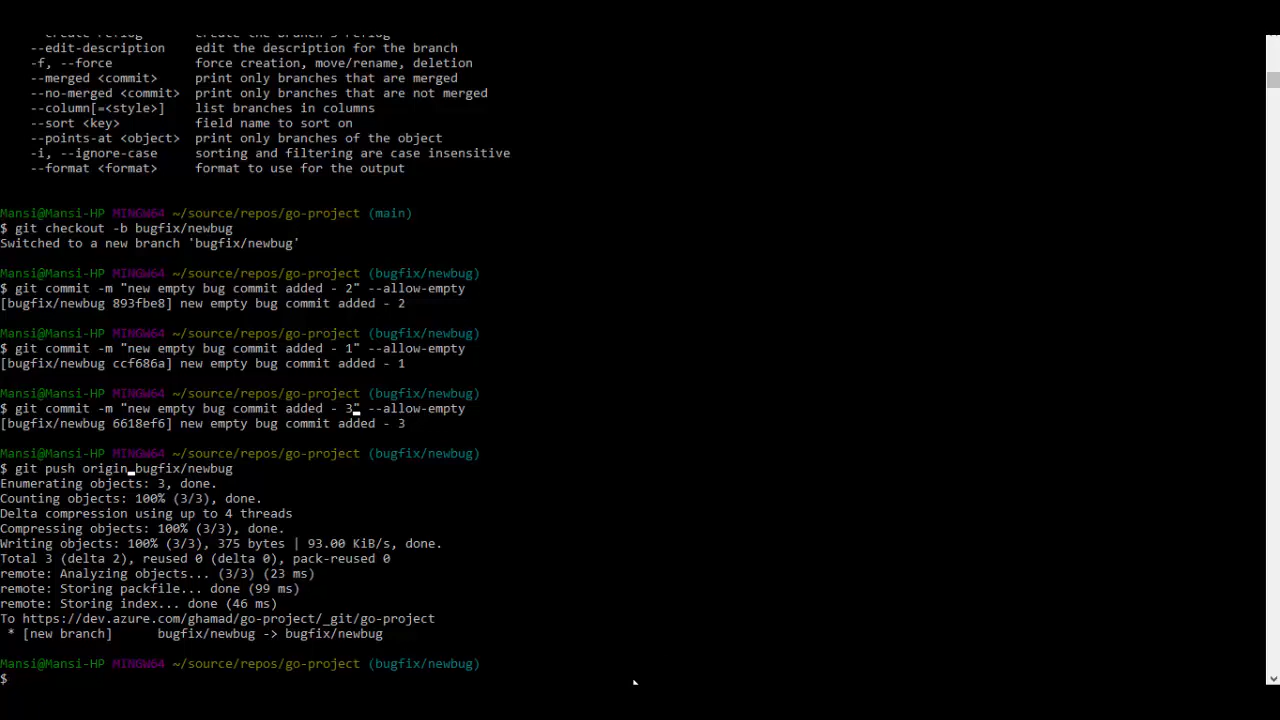 --create-reflog       create the branch's reflog
--edit-description    edit the description for the branch
-f, --force           force creation, move/rename, deletion
--merged <commit>     print only branches that are merged
--no-merged <commit>  print only branches that are not merged
--column[=<style>]    list branches in columns
--sort <key>          field name to sort on
--points-at <object>  print only branches of the object
-i, --ignore-case     sorting and filtering are case insensitive
--format <format>     format to use for the output
Mansi@Mansi-HP MINGW64 ~/source/repos/go-project (main)
$ git checkout -b bugfix/newbug
Switched to a new branch 'bugfix/newbug'
Mansi@Mansi-HP MINGW64 ~/source/repos/go-project (bugfix/newbug)
$ git commit -m "new empty bug commit added - 2" --allow-empty
[bugfix/newbug 893fbe8] new empty bug commit added - 2
Mansi@Mansi-HP MINGW64 ~/source/repos/go-project (bugfix/newbug)
$ git commit -m "new empty bug commit added - 1" --allow-empty
[bugfix/newbug ccf686a] new empty bug commit added - 1
Mansi@Mansi-HP MINGW64 ~/source/repos/go-project (bugfix/newbug)
$ git commit -m "new empty bug commit added - 3" --allow-empty
[bugfix/newbug 6618ef6] new empty bug commit added - 3
Mansi@Mansi-HP MINGW64 ~/source/repos/go-project (bugfix/newbug)
$ git push origin bugfix/newbug
Enumerating objects: 3, done.
Counting objects: 100% (3/3), done.
Delta compression using up to 4 threads
Compressing objects: 100% (3/3), done.
Writing objects: 100% (3/3), 375 bytes | 93.00 KiB/s, done.
Total 3 (delta 2), reused 0 (delta 0), pack-reused 0
remote: Analyzing objects... (3/3) (23 ms)
remote: Storing packfile... done (99 ms)
remote: Storing index... done (46 ms)
To https://dev.azure.com/ghamad/go-project/_git/go-project
 * [new branch]      bugfix/newbug -> bugfix/newbug
Mansi@Mansi-HP MINGW64 ~/source/repos/go-project (bugfix/newbug)
$